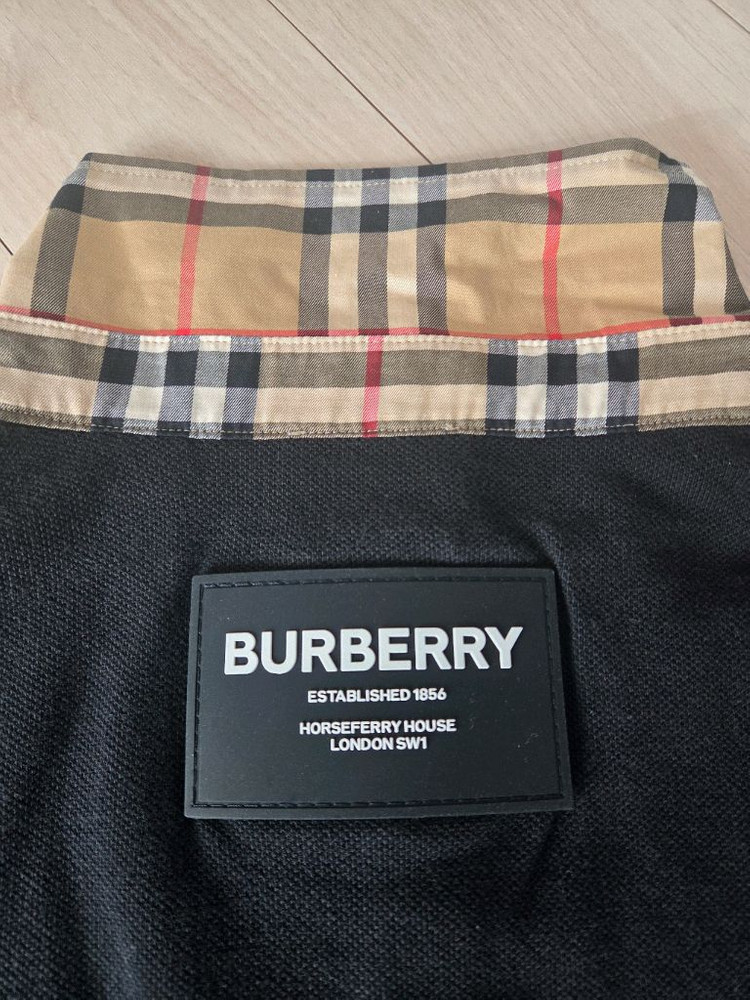 BURBERRY
ESTABLISHED 1856
HORSEFERRY HOUSE
LONDON SW1